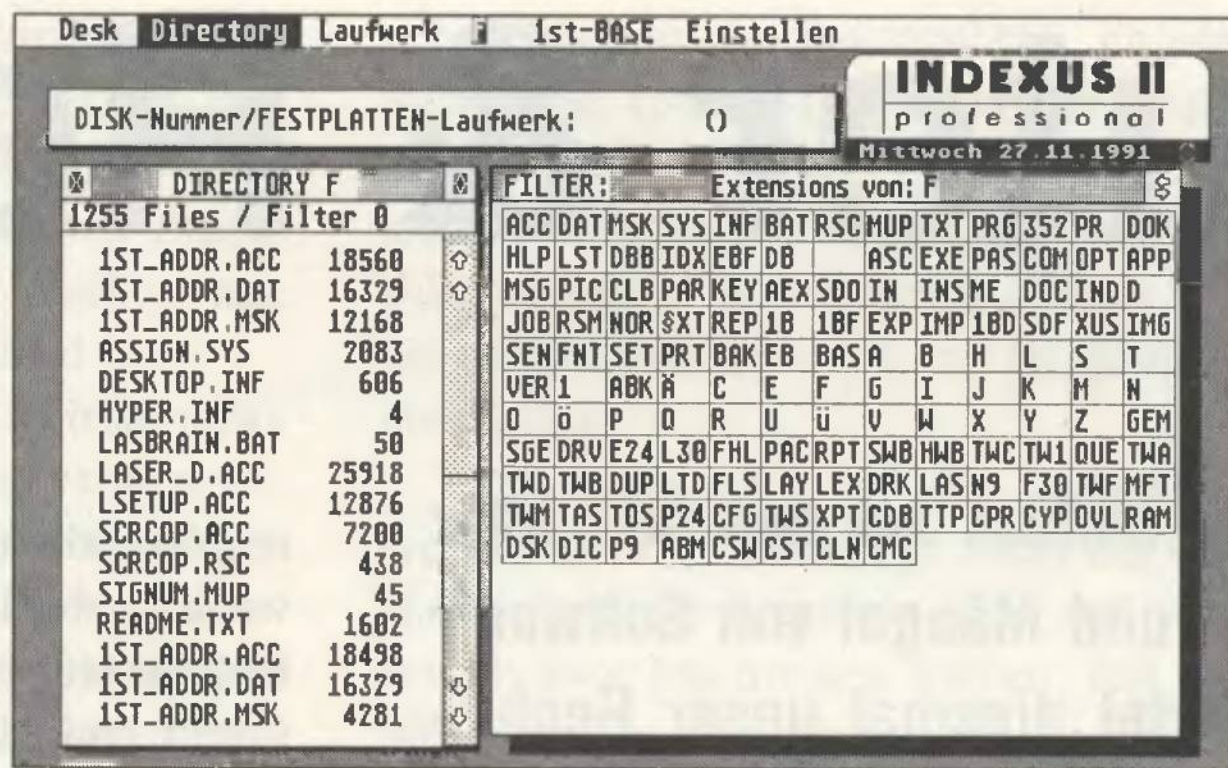 Desk Directory Laufwerk 1st-BASE Einstellen
INDEXUS II
professional
Mittwoch 27.11.1991
DISK-Nummer/FESTPLATTEN-Laufwerk: ()
DIRECTORY F
1255 Files / Filter 0
1ST_ADDR.ACC 18560
1ST_ADDR.DAT 16329
1ST_ADDR.MSK 12168
ASSIGN.SYS 2083
DESKTOP.INF 606
HYPER.INF 4
LASBRAIN.BAT 50
LASER_D.ACC 25918
LSETUP.ACC 12876
SCRCOP.ACC 7200
SCRCOP.RSC 438
SIGNUM.MUP 45
README.TXT 1602
1ST_ADDR.ACC 18498
1ST_ADDR.DAT 16329
1ST_ADDR.MSK 4281
FILTER: Extensions von: F
ACC DAT MSK SYS INF BAT RSC MUP TXT PRG 352 PR DOK
HLP LST DBB IDX EBF DB ASC EXE PAS COM OPT APP
MSG PIC CLB PAR KEY AEX SDO IN INS ME DOC IND D
JOB RSM NOR §XT REP 1B 1BF EXP IMP 1BD SDF XUS IMG
SEN FNT SET PRT BAK EB BAS A B H L S T
VER 1 ABK Ä C E F G I J K M N
O ö P Q R U ü V W X Y Z GEM
SGE DRV E24 L30 FHL PAC RPT SWB HWB TWC TW1 QUE TWA
TWD TWB DUP LTD FLS LAY LEX DRK LAS N9 F30 TWF MFT
TWM TAS TOS P24 CFG TWS XPT CDB TTP CPR CYP OVL RAM
DSK DIC P9 ABM CSW CST CLN CMC